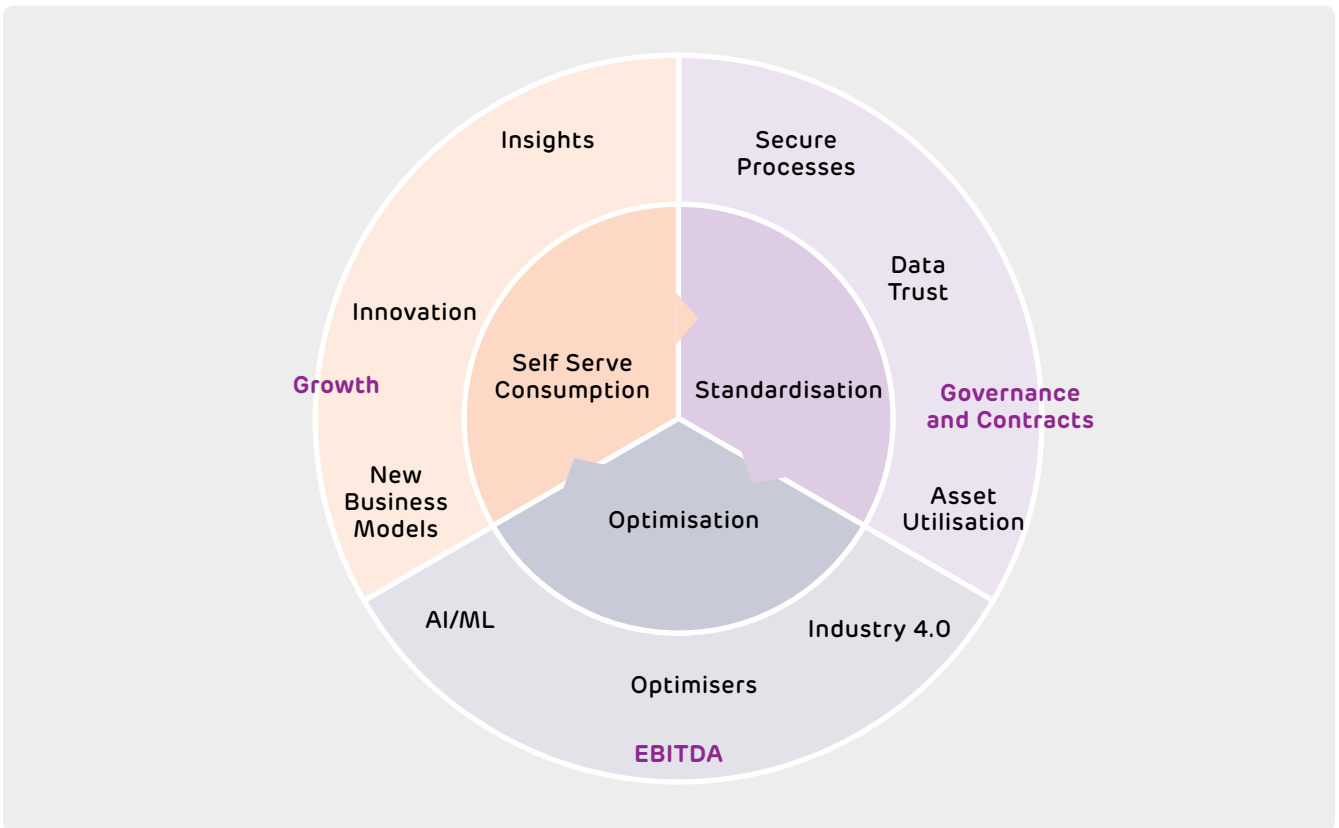 Insights
Innovation
Growth
New
Business
Models
Self Serve
Consumption
Secure
Processes
Data
Trust
Standardisation
Governance
and Contracts
Asset
Utilisation
Optimisation
AI/ML
Industry 4.0
Optimisers
EBITDA